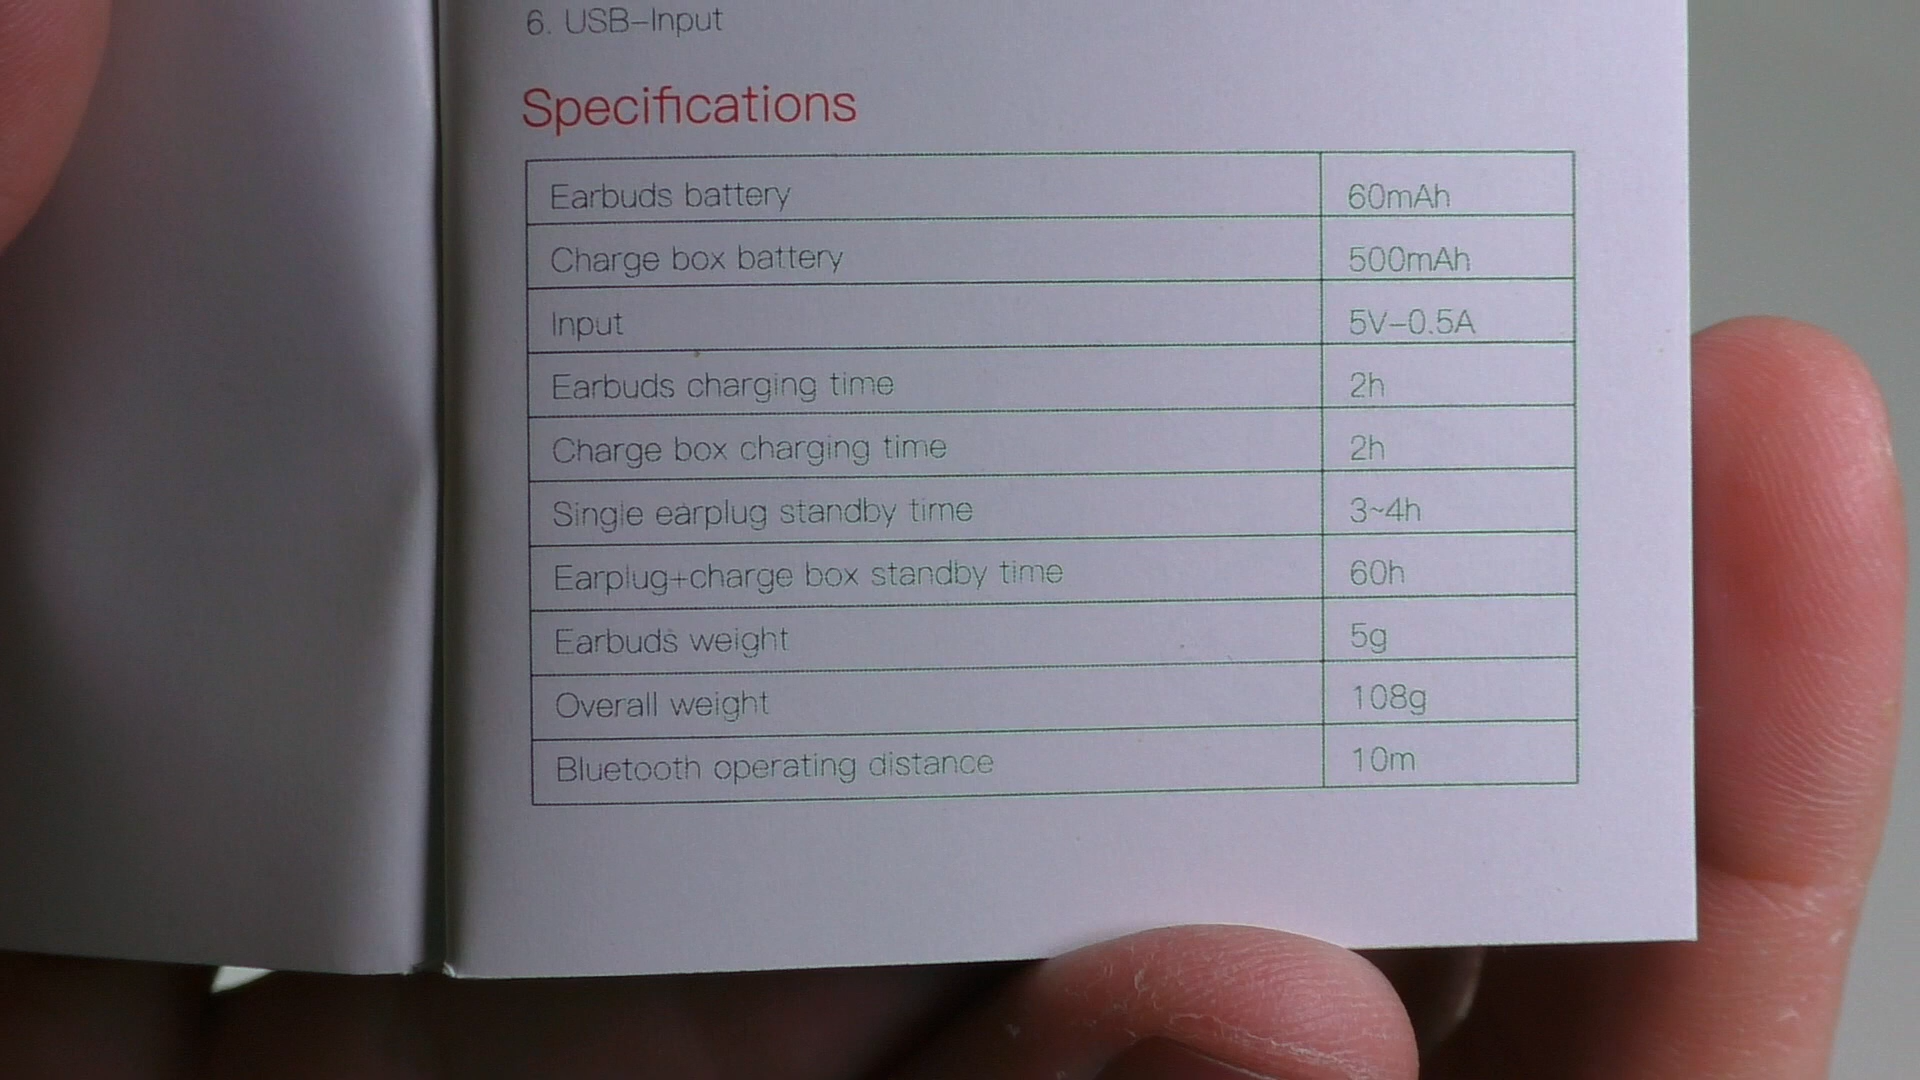 6. USB-Input
Specifications
Earbuds battery 60mAh
Charge box battery 500mAh
Input 5V-0.5A
Earbuds charging time 2h
Charge box charging time 2h
Single earplug standby time 3~4h
Earplug+charge box standby time 60h
Earbuds weight 5g
Overall weight 108g
Bluetooth operating distance 10m